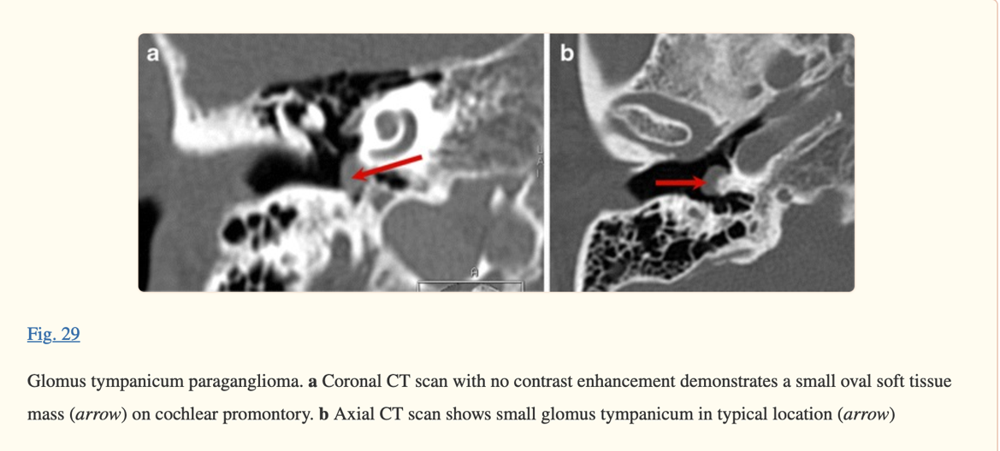 a
b
L
A
I
A
Fig. 29
Glomus tympanicum paraganglioma. a Coronal CT scan with no contrast enhancement demonstrates a small oval soft tissue
mass (arrow) on cochlear promontory. b Axial CT scan shows small glomus tympanicum in typical location (arrow)